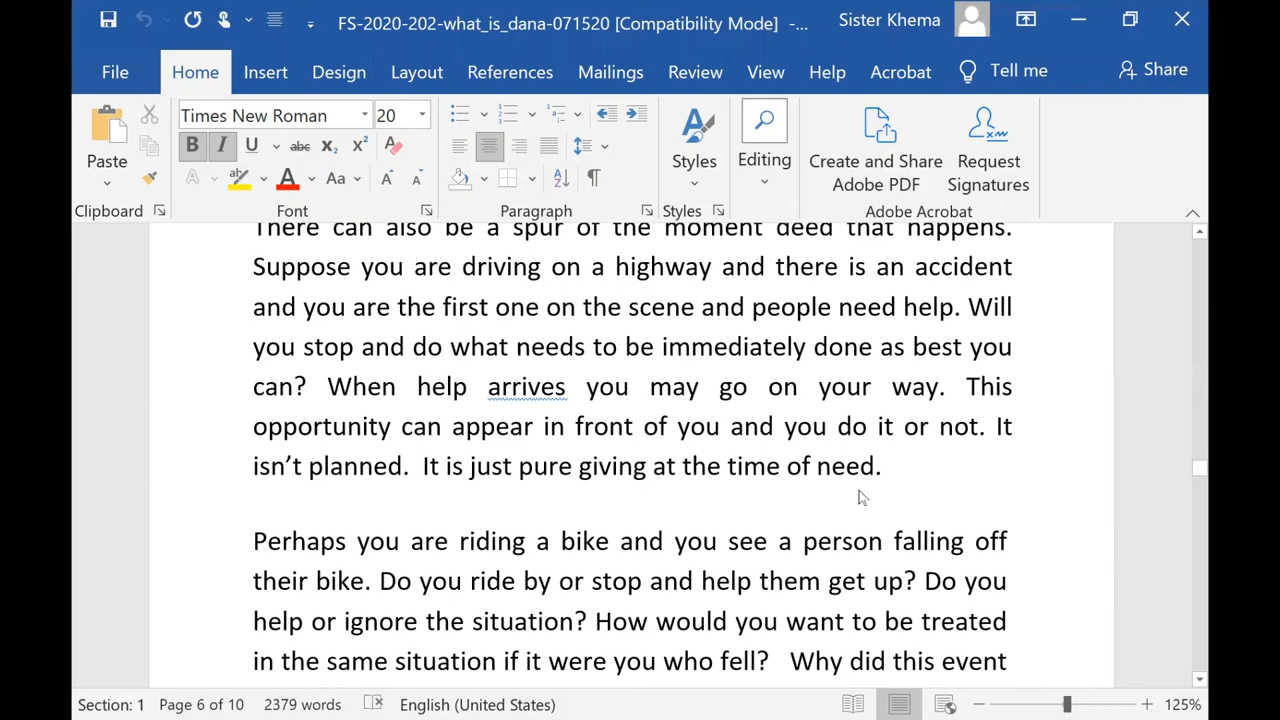 FS-2020-202-what_is_dana-071520 [Compatibility Mode] -...
Sister Khema
File
Home
Insert
Design
Layout
References
Mailings
Review
View
Help
Acrobat
Tell me
Share
Times New Roman
20
Paste
B
I
U
abc
x₂
x²
A
ab
A
Aa
A
A
Styles
Editing
Create and Share
Adobe PDF
Request
Signatures
Clipboard
Font
Paragraph
Styles
Adobe Acrobat
There can also be a spur of the moment deed that happens.
Suppose you are driving on a highway and there is an accident
and you are the first one on the scene and people need help. Will
you stop and do what needs to be immediately done as best you
can? When help arrives you may go on your way. This
opportunity can appear in front of you and you do it or not. It
isn't planned.  It is just pure giving at the time of need.
Perhaps you are riding a bike and you see a person falling off
their bike. Do you ride by or stop and help them get up? Do you
help or ignore the situation? How would you want to be treated
in the same situation if it were you who fell?   Why did this event
Section: 1
Page 6 of 10
2379 words
English (United States)
125%